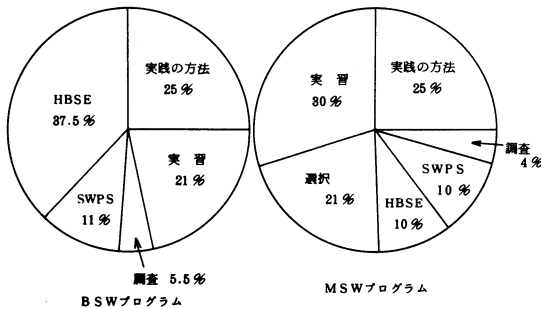 実践の方法
25%
実習
21%
調査 5.5%
SWPS
11%
HBSE
37.5%
BSWプログラム
実践の方法
25%
調査
4%
SWPS
10%
HBSE
10%
選択
21%
実習
30%
MSWプログラム